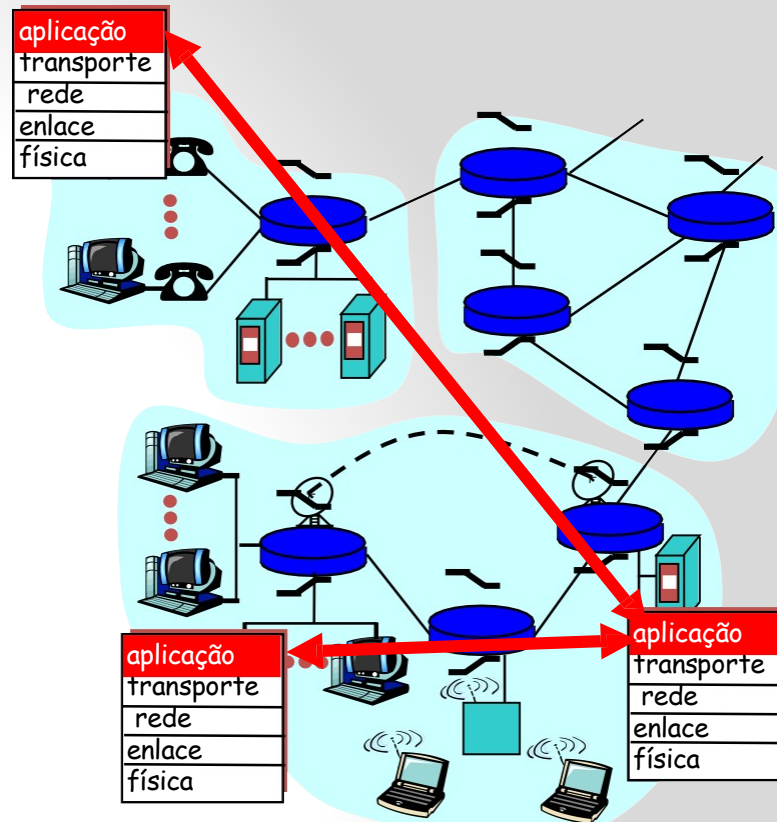 aplicação
transporte
rede
enlace
física
aplicação
transporte
rede
enlace
física
aplicação
transporte
rede
enlace
física